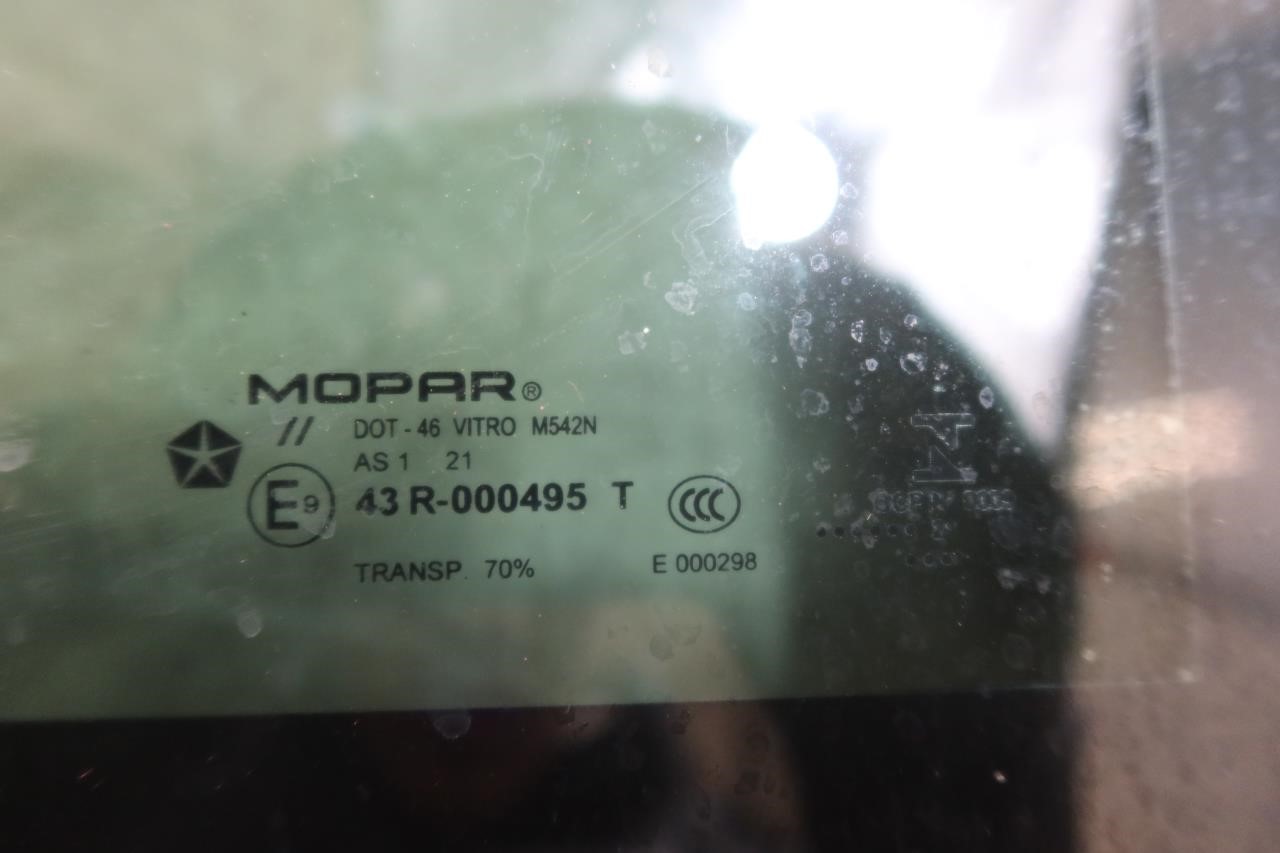 MOPAR®
// DOT - 46 VITRO M542N
AS 1 21
E9 43 R-000495 T CCC
TRANSP. 70% E 000298